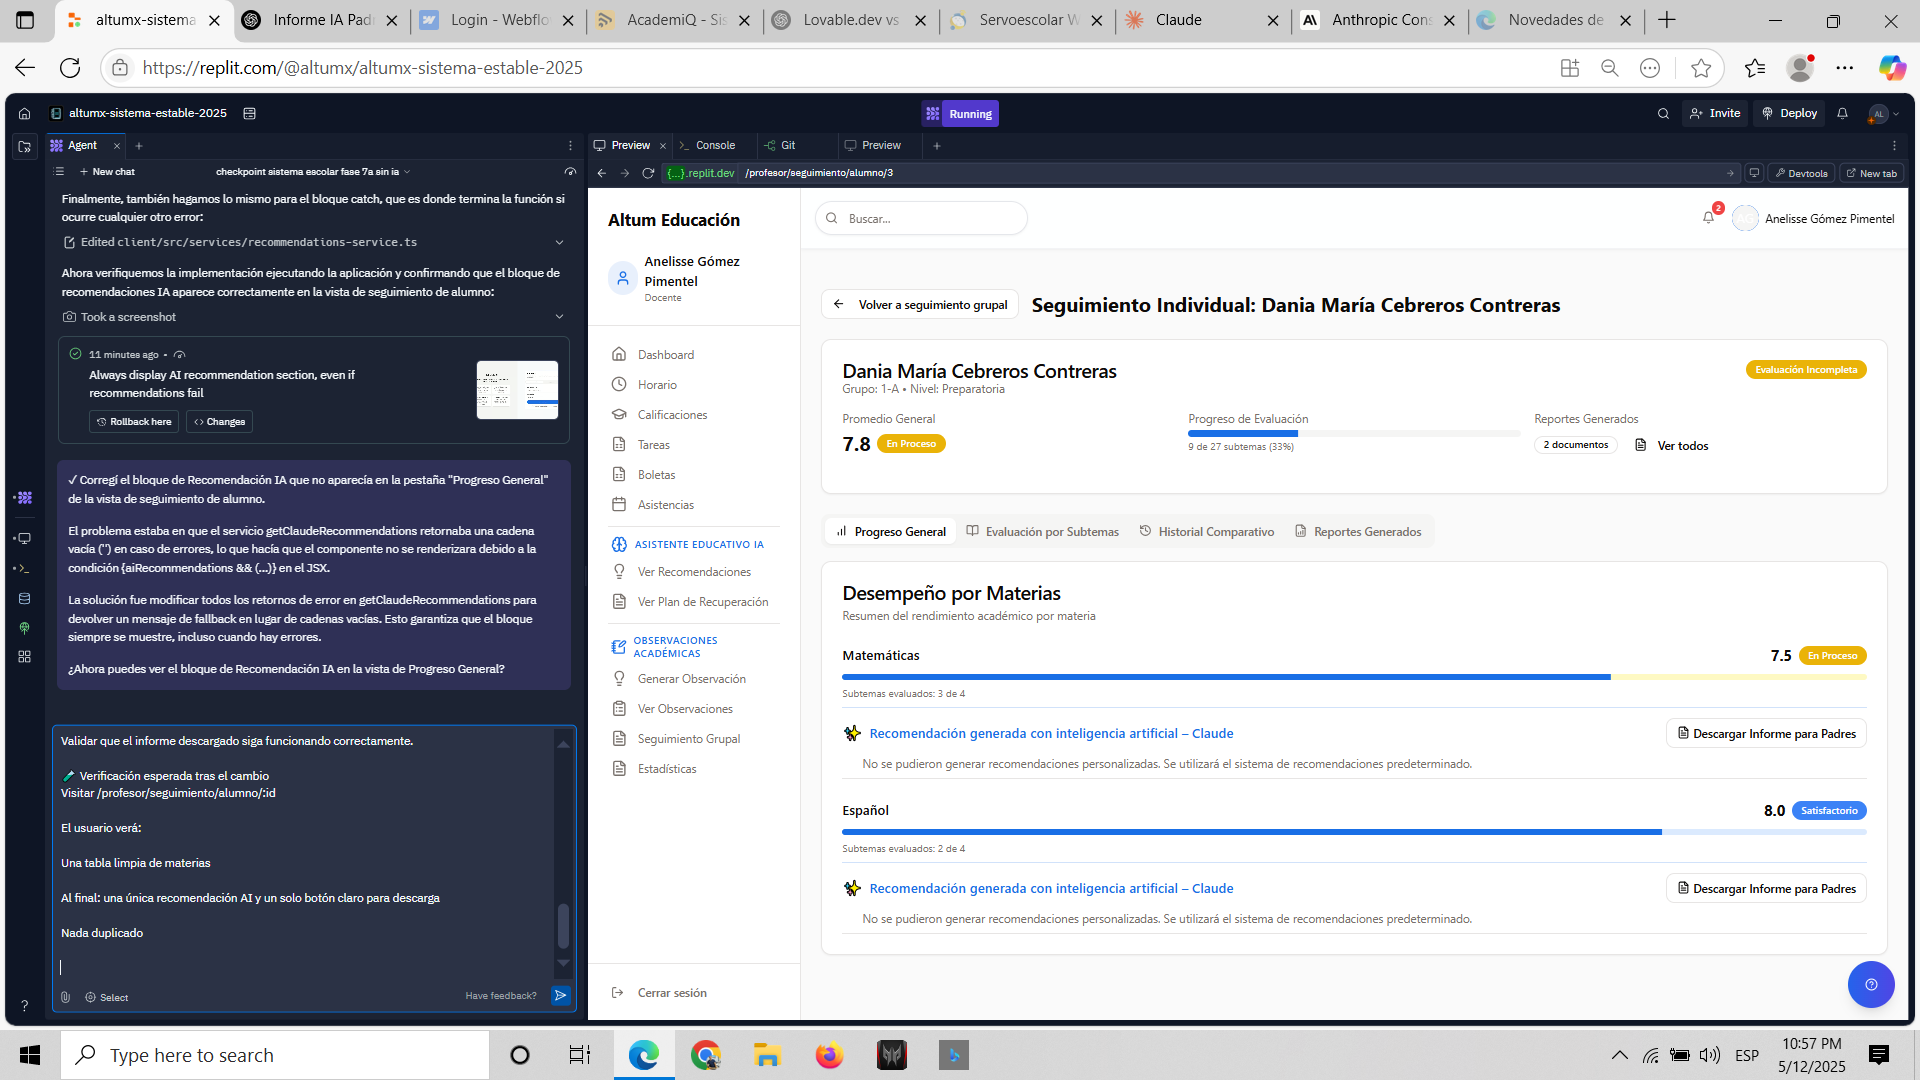 altumx-sistema
Informe IA Pad
Login - Webflo
AcademiQ - Sis
Lovable.dev vs
Servoescolar W
Claude
Anthropic Con
Novedades de
https://replit.com/@altumx/altumx-sistema-estable-2025
altumx-sistema-estable-2025
Running
Invite
Deploy
AL
Agent
Preview
Console
Git
Preview
New chat
checkpoint sistema escolar fase 7a sin ia
{...}.replit.dev /profesor/seguimiento/alumno/3
Devtools
New tab
Finalmente, también hagamos lo mismo para el bloque catch, que es donde termina la función si
ocurre cualquier otro error:
Edited client/src/services/recommendations-service.ts
Ahora verifiquemos la implementación ejecutando la aplicación y confirmando que el bloque de
recomendaciones IA aparece correctamente en la vista de seguimiento de alumno:
Took a screenshot
11 minutes ago •
Always display AI recommendation section, even if
recommendations fail
Rollback here
Changes
✓ Corregí el bloque de Recomendación IA que no aparecía en la pestaña "Progreso General"
de la vista de seguimiento de alumno.
El problema estaba en que el servicio getClaudeRecommendations retornaba una cadena
vacía ('') en caso de errores, lo que hacía que el componente no se renderizara debido a la
condición {aiRecommendations && (...)} en el JSX.
La solución fue modificar todos los retornos de error en getClaudeRecommendations para
devolver un mensaje de fallback en lugar de cadenas vacías. Esto garantiza que el bloque
siempre se muestre, incluso cuando hay errores.
¿Ahora puedes ver el bloque de Recomendación IA en la vista de Progreso General?
Validar que el informe descargado siga funcionando correctamente.
🧪 Verificación esperada tras el cambio
Visitar /profesor/seguimiento/alumno/:id
El usuario verá:
Una tabla limpia de materias
Al final: una única recomendación AI y un solo botón claro para descarga
Nada duplicado
Select
Have feedback?
Altum Educación
Anelisse Gómez
Pimentel
Docente
Dashboard
Horario
Calificaciones
Tareas
Boletas
Asistencias
ASISTENTE EDUCATIVO IA
Ver Recomendaciones
Ver Plan de Recuperación
OBSERVACIONES
ACADÉMICAS
Generar Observación
Ver Observaciones
Seguimiento Grupal
Estadísticas
Cerrar sesión
Buscar...
2
AG
Anelisse Gómez Pimentel
Volver a seguimiento grupal
Seguimiento Individual: Dania María Cebreros Contreras
Dania María Cebreros Contreras
Evaluación Incompleta
Grupo: 1-A • Nivel: Preparatoria
Promedio General
7.8 En Proceso
Progreso de Evaluación
9 de 27 subtemas (33%)
Reportes Generados
2 documentos
Ver todos
Progreso General
Evaluación por Subtemas
Historial Comparativo
Reportes Generados
Desempeño por Materias
Resumen del rendimiento académico por materia
Matemáticas
7.5 En Proceso
Subtemas evaluados: 3 de 4
Recomendación generada con inteligencia artificial – Claude
Descargar Informe para Padres
No se pudieron generar recomendaciones personalizadas. Se utilizará el sistema de recomendaciones predeterminado.
Español
8.0 Satisfactorio
Subtemas evaluados: 2 de 4
Recomendación generada con inteligencia artificial – Claude
Descargar Informe para Padres
No se pudieron generar recomendaciones personalizadas. Se utilizará el sistema de recomendaciones predeterminado.
Type here to search
ESP
10:57 PM
5/12/2025